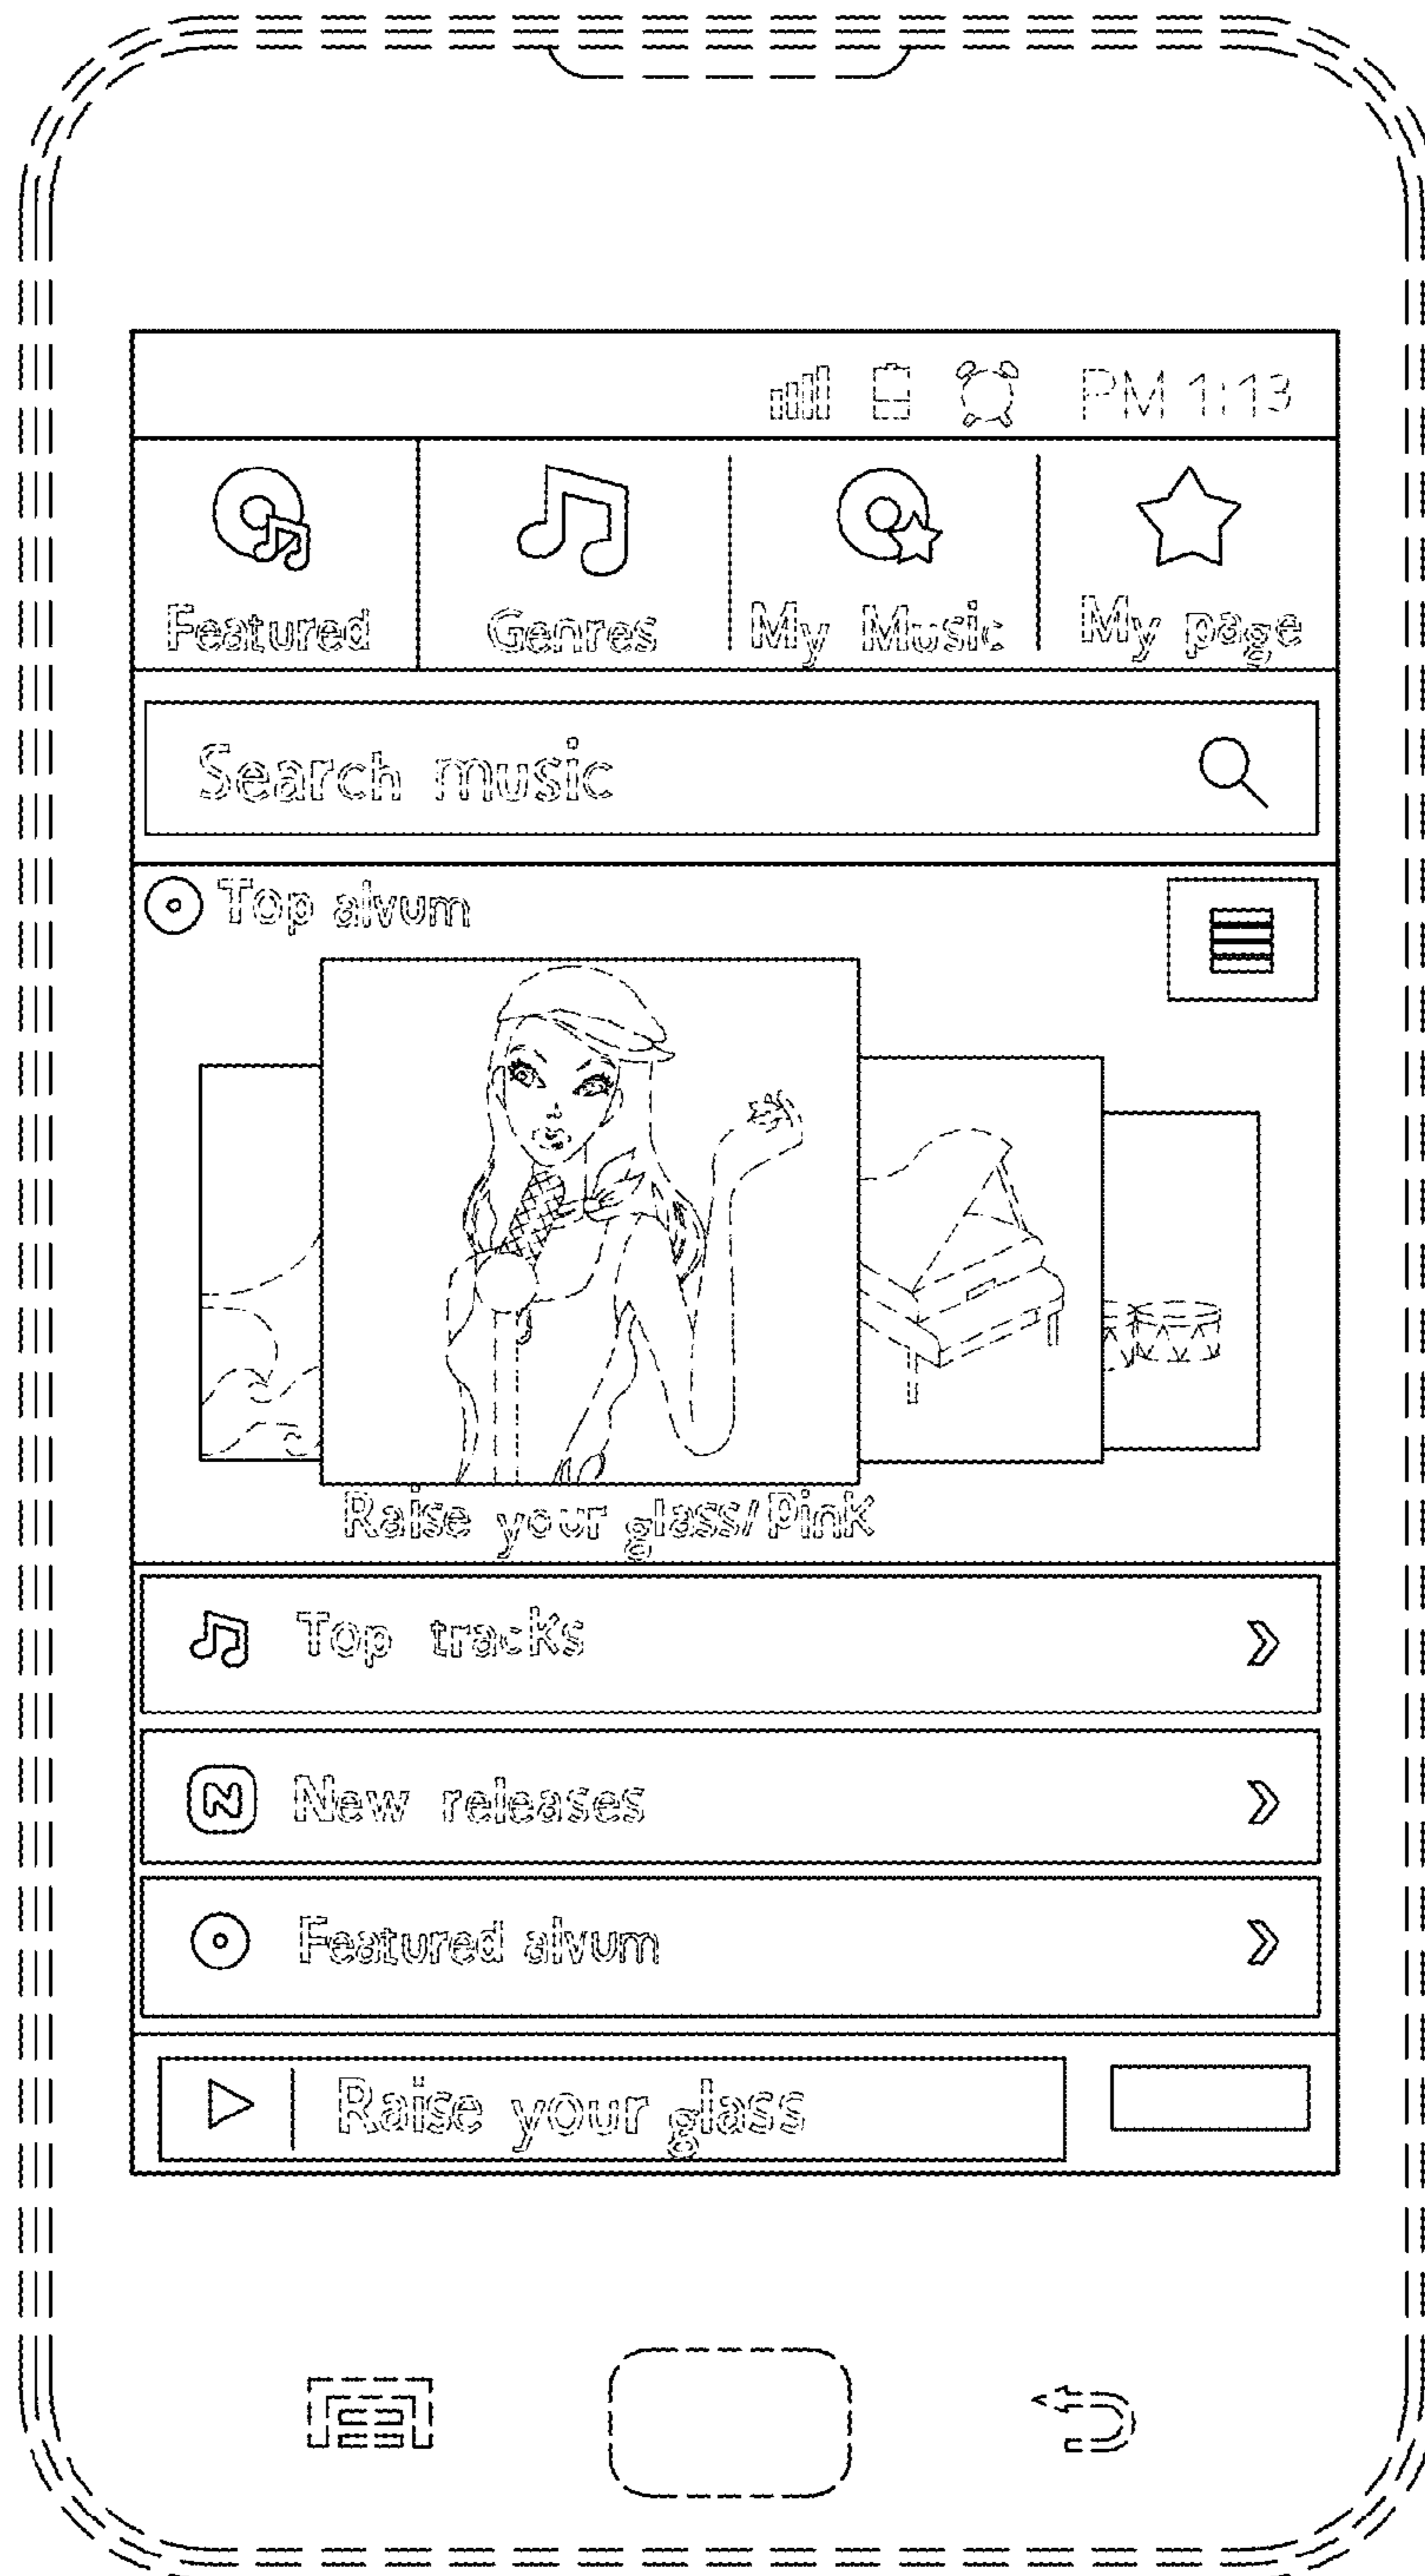 PM 1:13
Featured Genres My Music My page
Search music
Top alvum
Raise your glass/Pink
Top tracks
N New releases
Featured alvum
Raise your glass